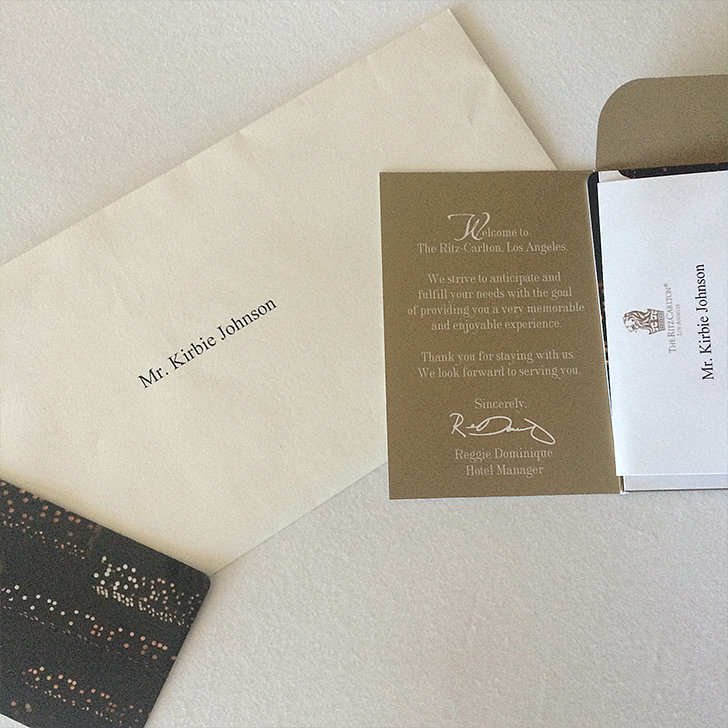 Mr. Kirbie Johnson
Welcome to
The Ritz-Carlton, Los Angeles.
We strive to anticipate and
fulfill your needs with the goal
of providing you a very memorable
and enjoyable experience.
Thank you for staying with us.
We look forward to serving you.
Sincerely,
Reggie Dominique
Hotel Manager
THE RITZ-CARLTON®
LOS ANGELES
Mr. Kirbie Johnson